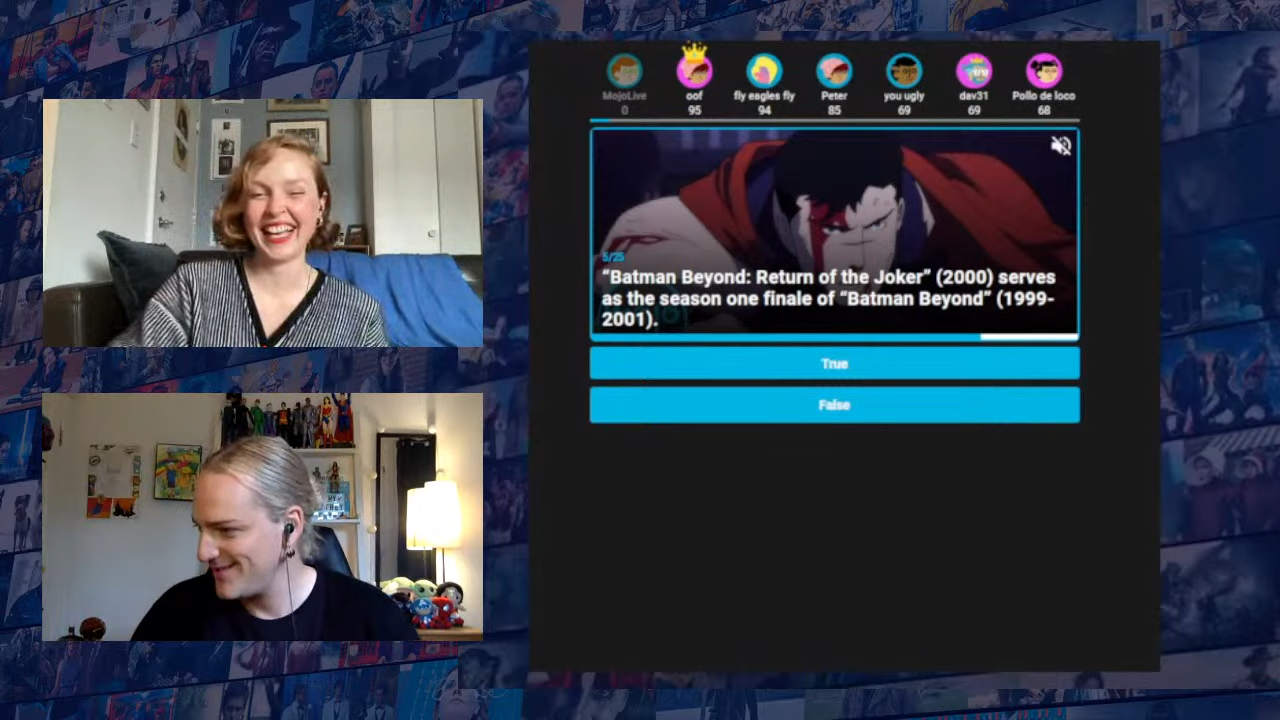 MojoLive
oof
fly eagles fly
Peter
you ugly
dav31
Pollo de loco
0
95
94
85
69
69
68
5/25
“Batman Beyond: Return of the Joker” (2000) serves
as the season one finale of “Batman Beyond” (1999-
2001).
True
False